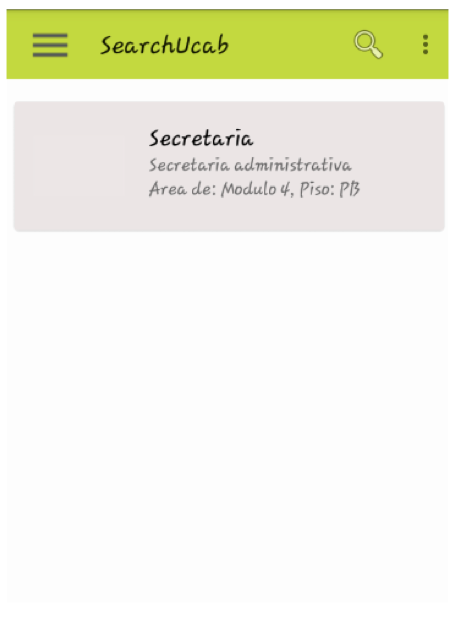 SearchUcab
Secretaria
Secretaria administrativa
Area de: Modulo 4, Piso: PB